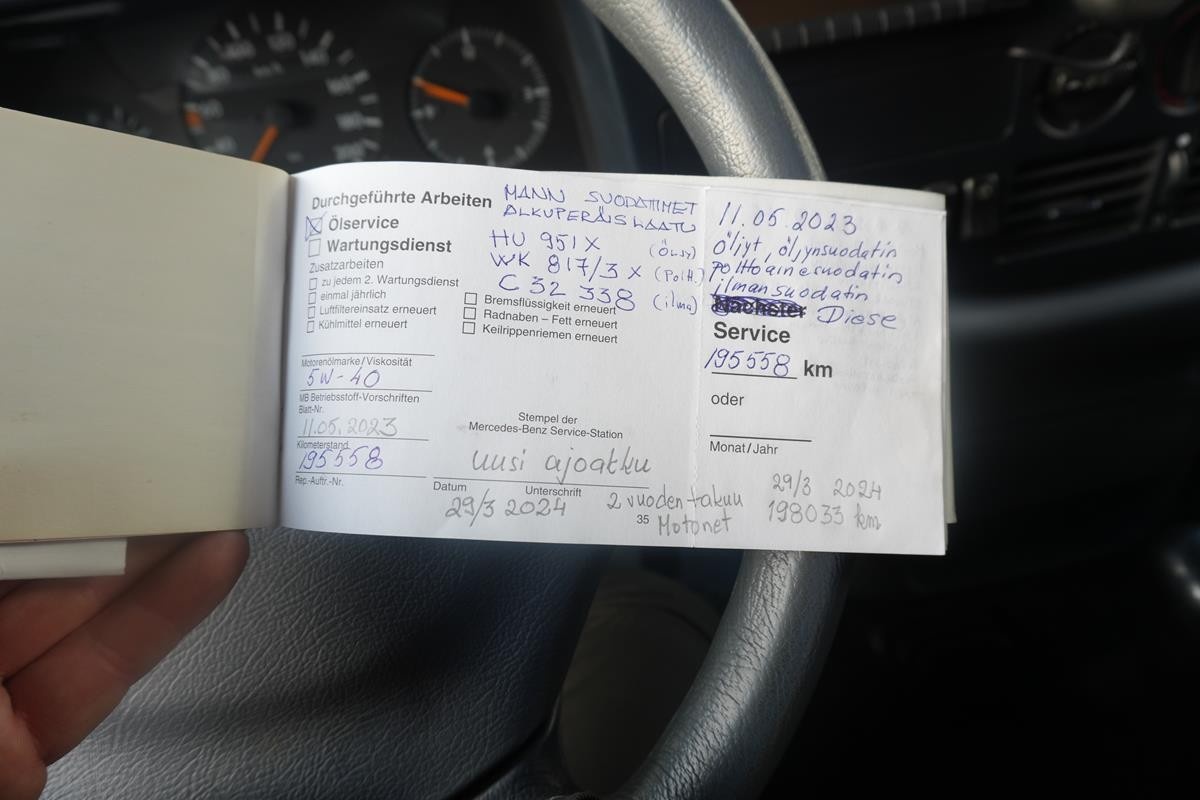 Durchgeführte Arbeiten
Ölservice
Wartungsdienst
Zusatzarbeiten
zu jedem 2. Wartungsdienst
einmal jährlich
Luftfiltereinsatz erneuert
Kühlmittel erneuert
MANN SUODATTIMET
ALKUPERÄISLAATU
HU 951 X (ÖLJY)
WK 817/3 X (Polt.)
C 32 338 (ilma)
Bremsflüssigkeit erneuert
Radnaben – Fett erneuert
Keilrippenriemen erneuert
Motorenölmarke/Viskosität
5W-40
MB Betriebsstoff-Vorschriften
Blatt-Nr.
11.05.2023
Kilometerstand
195558
Rep.-Auftr.-Nr.
Stempel der
Mercedes-Benz Service-Station
uusi ajoakku
Datum Unterschrift
29/3 2024
2 vuoden takuu
35 Motonet
11.05.2023
öljyt, öljynsuodatin
polttoainesuodatin
ilmansuodatin
Nächster Diese
Service
195558 km
oder
Monat/Jahr
29/3 2024
198033 km